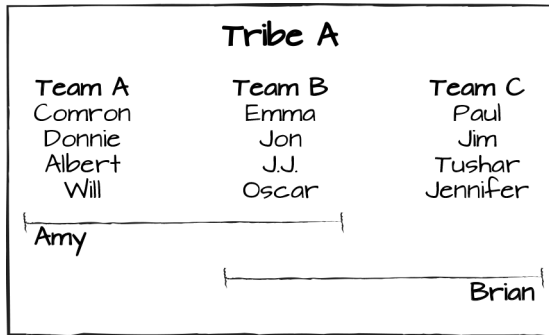 Tribe A
Team A Team B Team C
Comron Emma Paul
Donnie Jon Jim
Albert J.J. Tushar
Will Oscar Jennifer
Amy
Brian